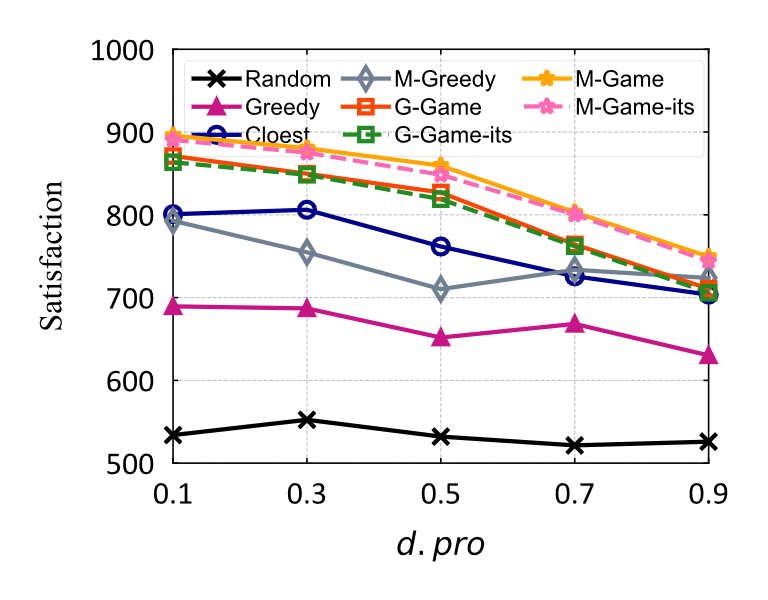 1000
900
800
700
600
500
Satisfaction
Random
Greedy
Cloest
M-Greedy
G-Game
G-Game-its
M-Game
M-Game-its
0.1 0.3 0.5 0.7 0.9
d.pro